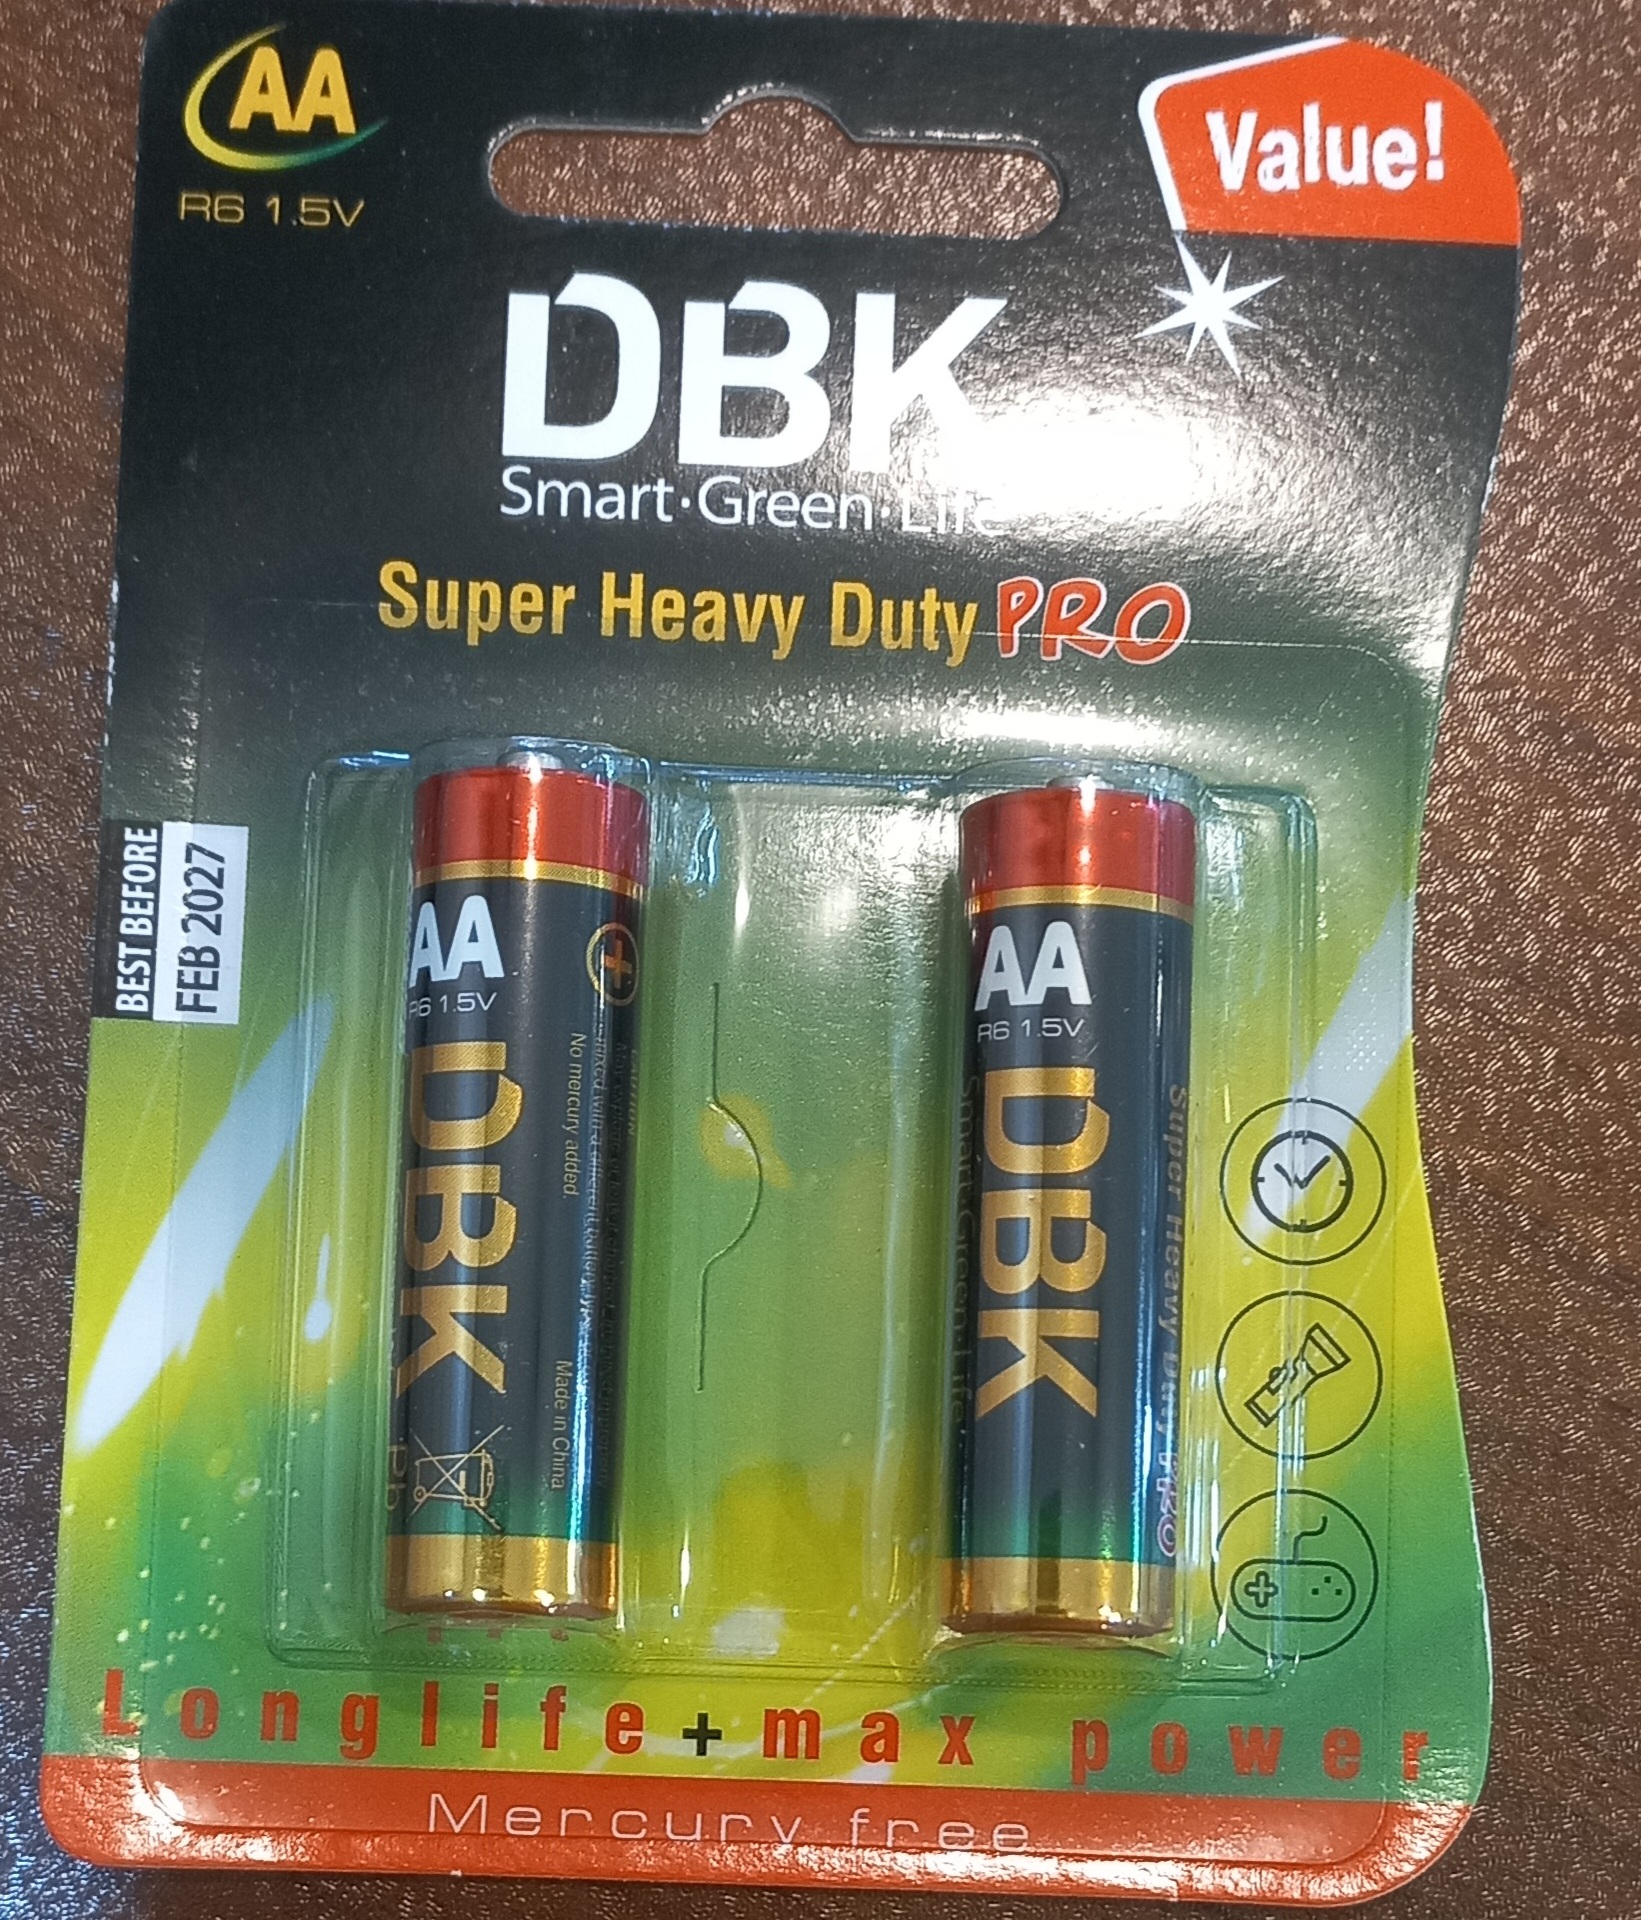 AA
R6 1.5V
Value!
DBK
Smart·Green·Life
Super Heavy Duty PRO
BEST BEFORE
FEB 2027
AA
R6 1.5V
DBK
No mercury added.
Made in China
Pb
AA
R6 1.5V
DBK
Smart·Green·Life
Super Heavy Duty PRO
Longlife + max power
Mercury free